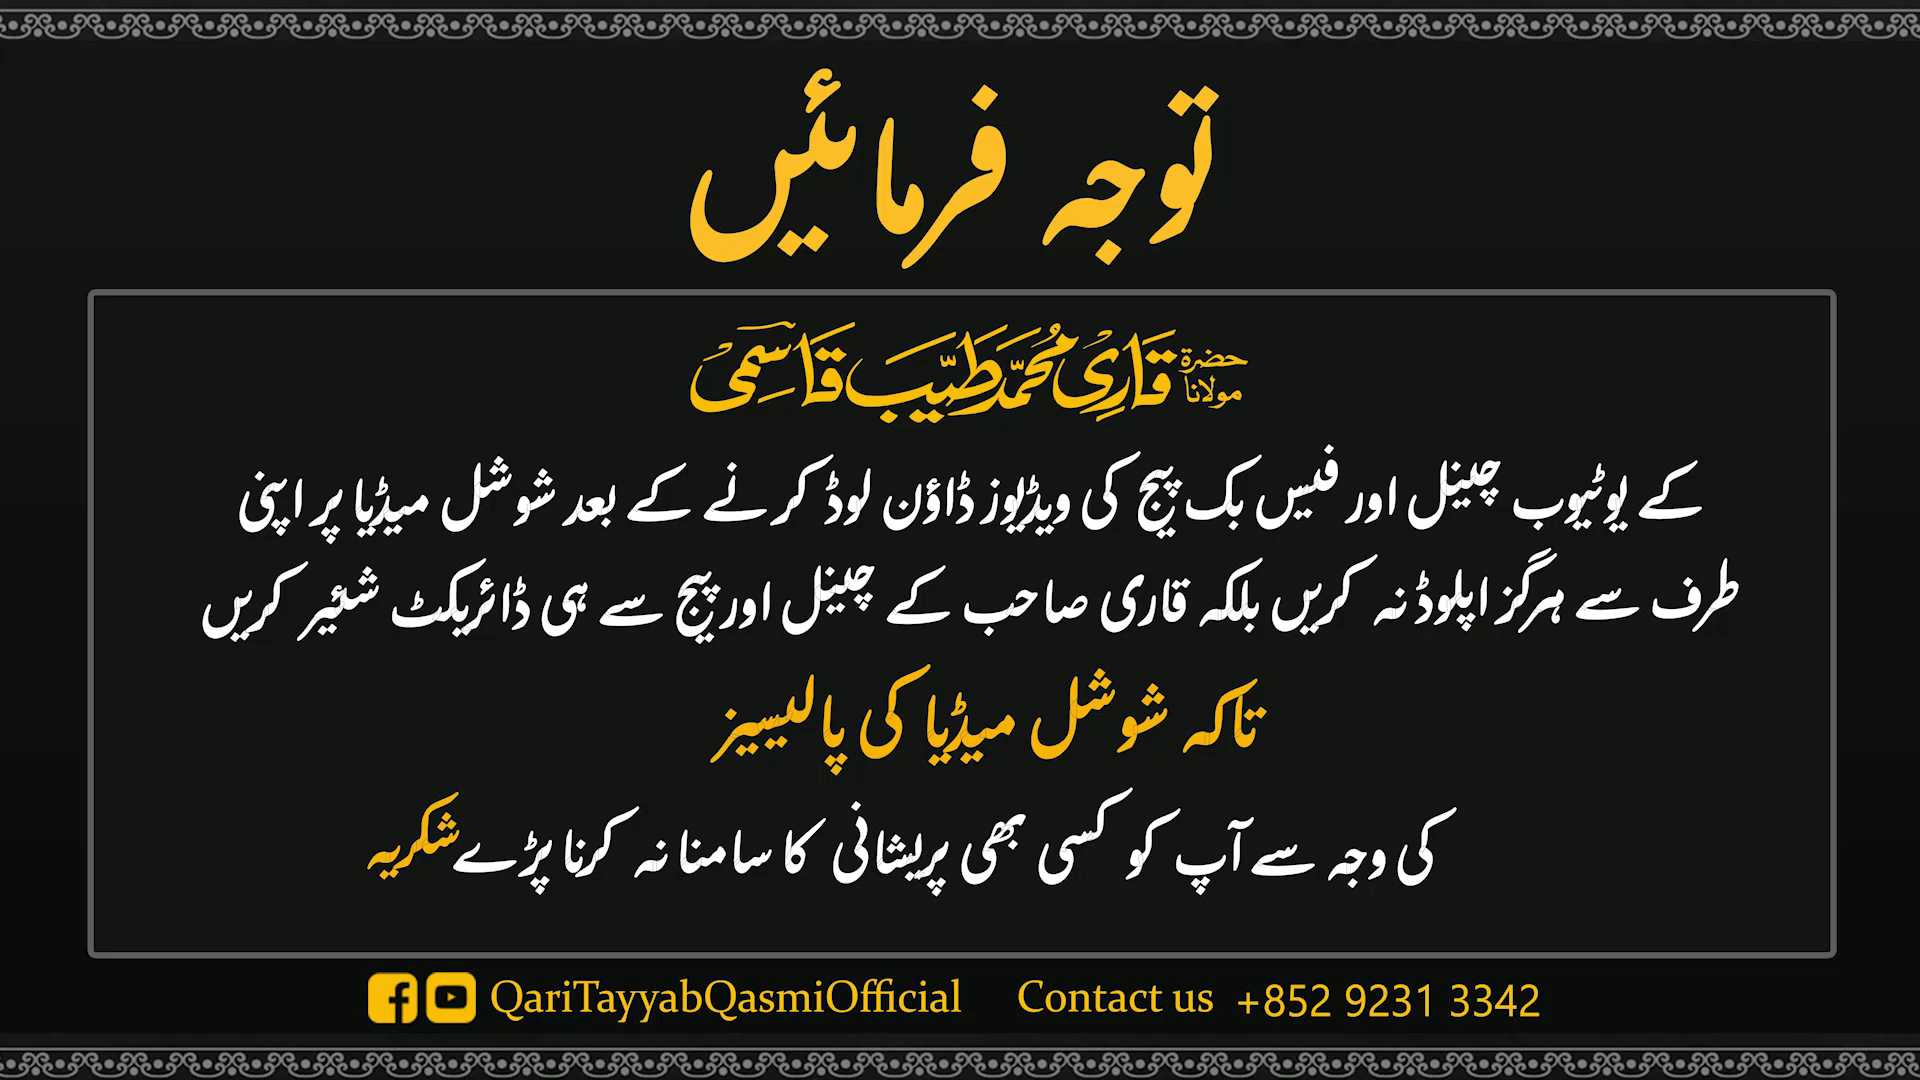 توجہ فرمائیں
حضرة مولانا قاری محمد طیب قاسمی
کے یوٹیوب چینل اور فیس بک پیج کی ویڈیوز ڈاؤن لوڈ کرنے کے بعد شوشل میڈیا پر اپنی
طرف سے ہرگز اپلوڈ نہ کریں بلکہ قاری صاحب کے چینل اور پیج سے ہی ڈائریکٹ شئیر کریں
تاکہ شوشل میڈیا کی پالیسیز
کی وجہ سے آپ کو کسی بھی پریشانی کا سامنا نہ کرنا پڑے شکریہ
QariTayyabQasmiOfficial Contact us +852 9231 3342